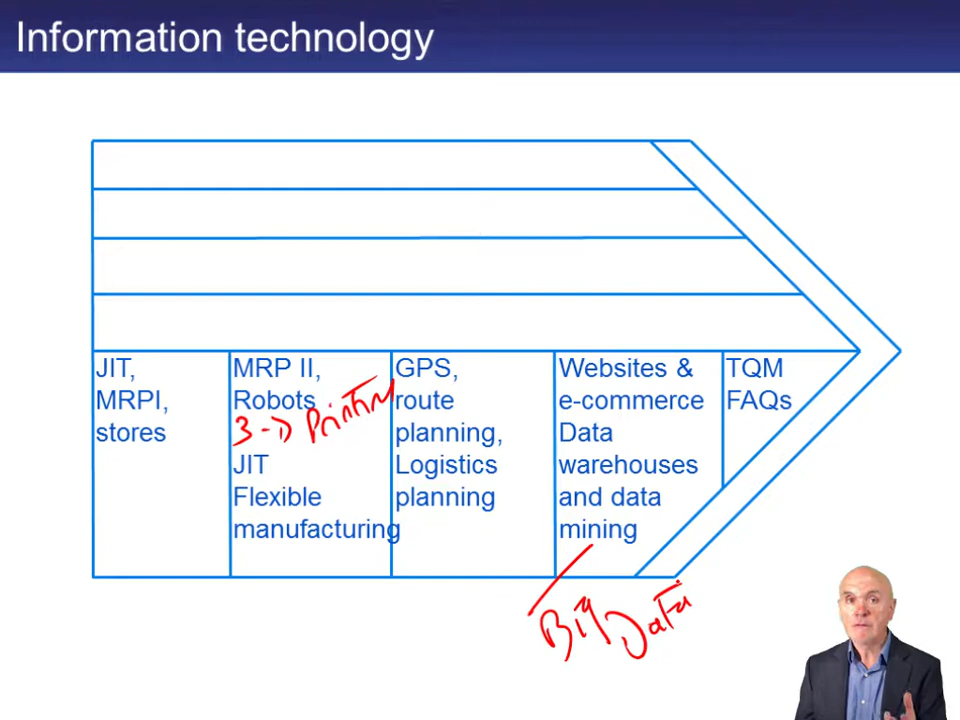 Information technology
JIT,
MRPI,
stores
MRP II,
Robots
3-D Printing
JIT
Flexible
manufacturing
GPS,
route
planning,
Logistics
planning
Websites &
e-commerce
Data
warehouses
and data
mining
TQM
FAQs
Big Data